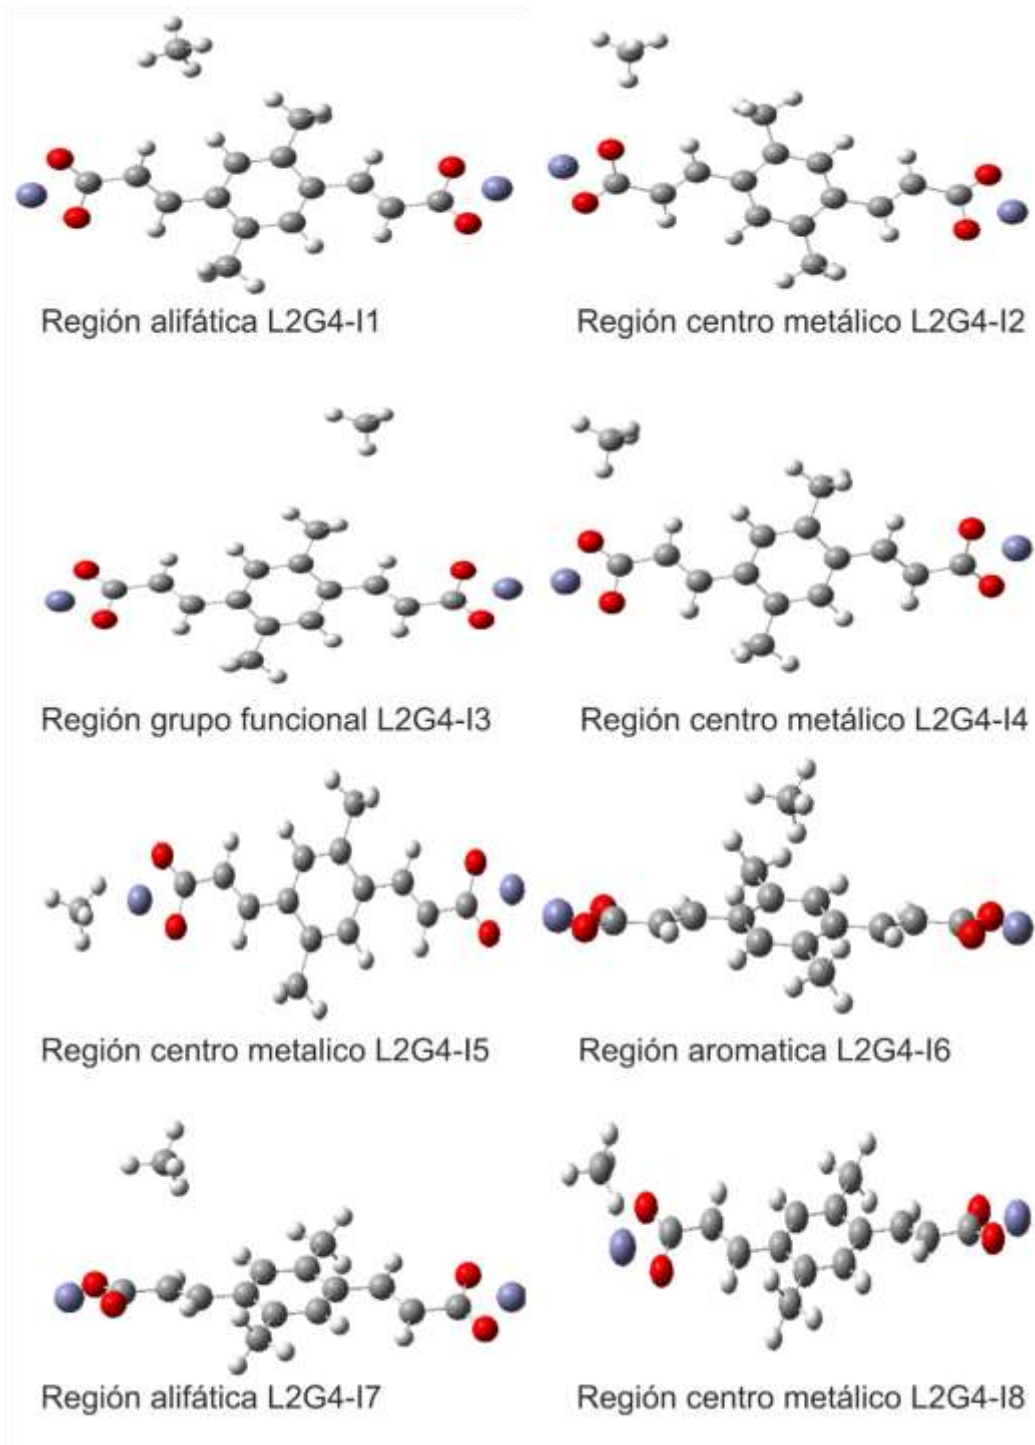 Región alifática L2G4-I1
Región centro metálico L2G4-I2
Región grupo funcional L2G4-I3
Región centro metálico L2G4-I4
Región centro metalico L2G4-I5
Región aromatica L2G4-I6
Región alifática L2G4-I7
Región centro metálico L2G4-I8